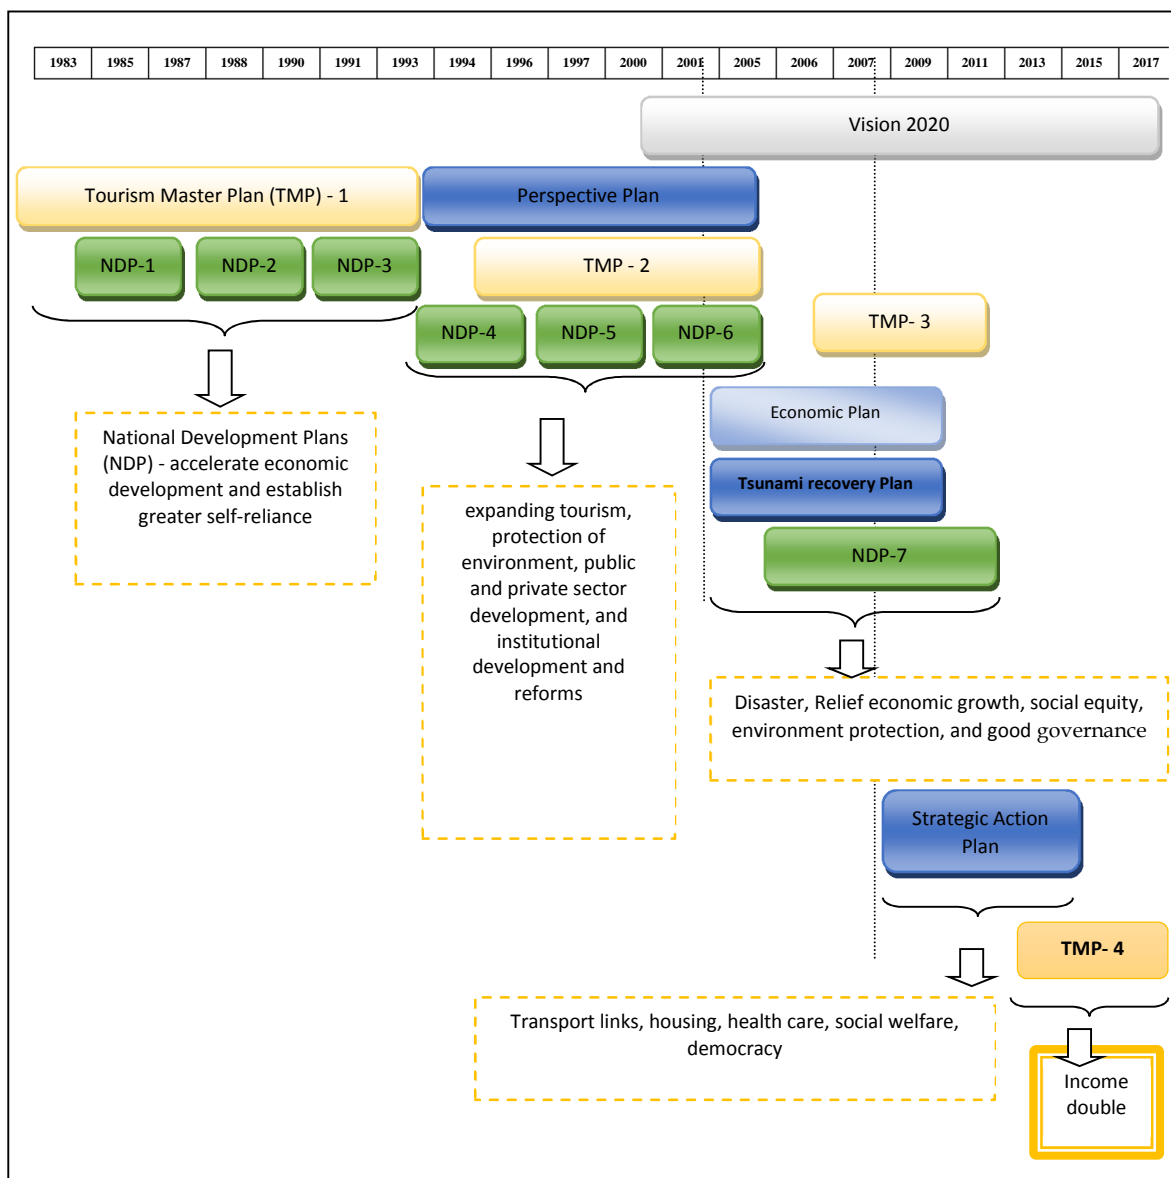 1983 1985 1987 1988 1990 1991 1993 1994 1996 1997 2000 2001 2005 2006 2007 2009 2011 2013 2015 2017
Vision 2020
Tourism Master Plan (TMP) - 1
Perspective Plan
NDP-1
NDP-2
NDP-3
TMP - 2
NDP-4
NDP-5
NDP-6
TMP- 3
National Development Plans
(NDP) - accelerate economic
development and establish
greater self-reliance
Economic Plan
Tsunami recovery Plan
NDP-7
expanding tourism,
protection of
environment, public
and private sector
development, and
institutional
development and
reforms
Disaster, Relief economic growth, social equity,
environment protection, and good governance
Strategic Action
Plan
TMP- 4
Transport links, housing, health care, social welfare,
democracy
Income
double